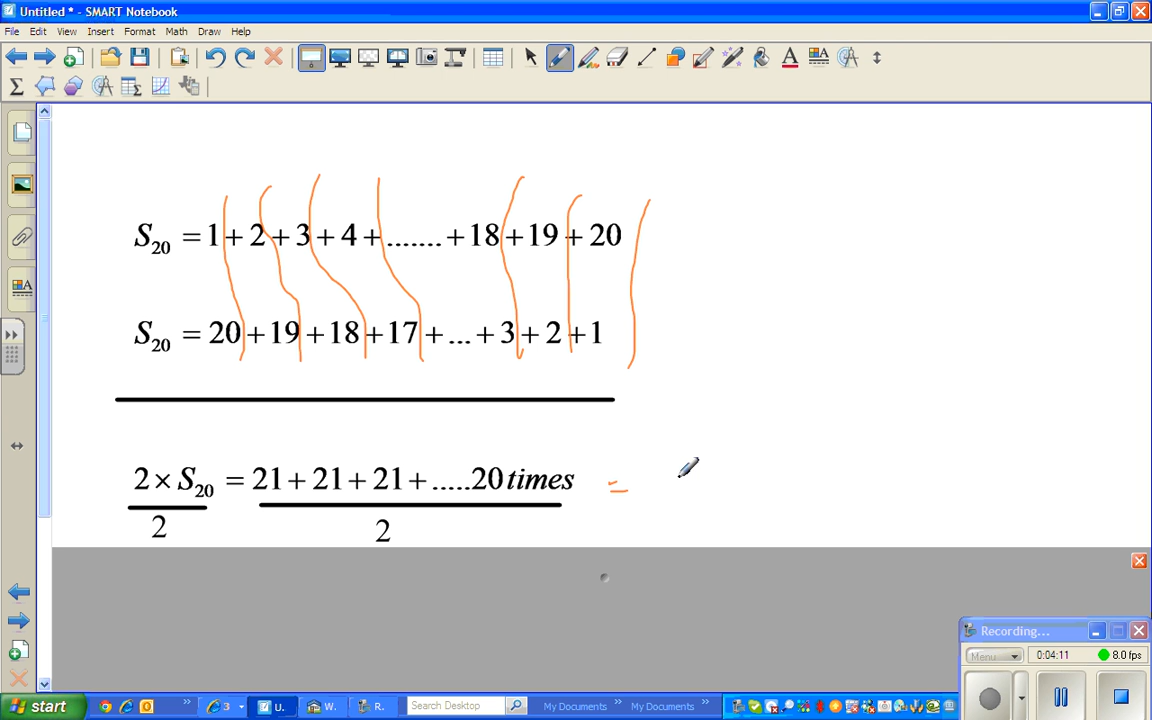 Untitled * - SMART Notebook
File Edit View Insert Format Math Draw Help
S20 = 1 + 2 + 3 + 4 + ....... + 18 + 19 + 20
S20 = 20 + 19 + 18 + 17 + ... + 3 + 2 + 1
2 × S20 = 21 + 21 + 21 + .....20 times =
2 2
Recording...
Menu 0:04:11 8.0 fps
start 3 U. W. R. Search Desktop My Documents » My Documents »